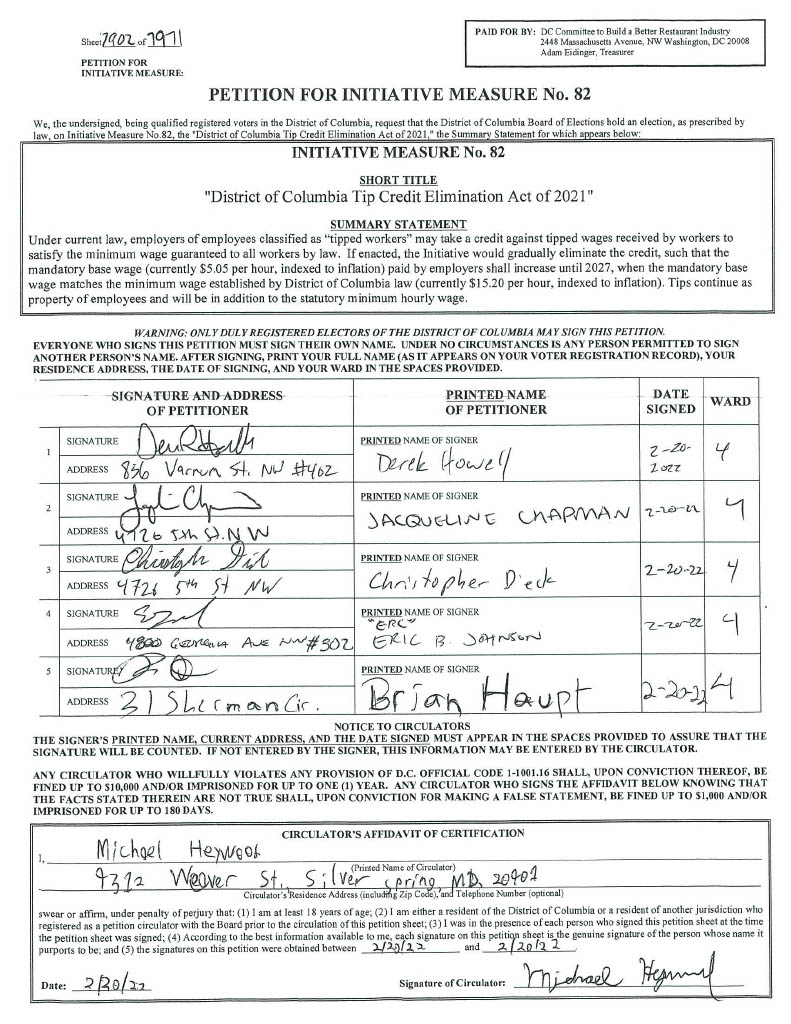 Sheet 7902 of 7971
PETITION FOR
INITIATIVE MEASURE:
PAID FOR BY: DC Committee to Build a Better Restaurant Industry
2448 Massachusetts Avenue, NW Washington, DC 20008
Adam Eidinger, Treasurer
PETITION FOR INITIATIVE MEASURE No. 82
We, the undersigned, being qualified registered voters in the District of Columbia, request that the District of Columbia Board of Elections hold an election, as prescribed by
law, on Initiative Measure No.82, the "District of Columbia Tip Credit Elimination Act of 2021," the Summary Statement for which appears below:
INITIATIVE MEASURE No. 82
SHORT TITLE
"District of Columbia Tip Credit Elimination Act of 2021"
SUMMARY STATEMENT
Under current law, employers of employees classified as "tipped workers" may take a credit against tipped wages received by workers to
satisfy the minimum wage guaranteed to all workers by law. If enacted, the Initiative would gradually eliminate the credit, such that the
mandatory base wage (currently $5.05 per hour, indexed to inflation) paid by employers shall increase until 2027, when the mandatory base
wage matches the minimum wage established by District of Columbia law (currently $15.20 per hour, indexed to inflation). Tips continue as
property of employees and will be in addition to the statutory minimum hourly wage.
WARNING: ONLY DULY REGISTERED ELECTORS OF THE DISTRICT OF COLUMBIA MAY SIGN THIS PETITION.
EVERYONE WHO SIGNS THIS PETITION MUST SIGN THEIR OWN NAME. UNDER NO CIRCUMSTANCES IS ANY PERSON PERMITTED TO SIGN
ANOTHER PERSON'S NAME. AFTER SIGNING, PRINT YOUR FULL NAME (AS IT APPEARS ON YOUR VOTER REGISTRATION RECORD), YOUR
RESIDENCE ADDRESS, THE DATE OF SIGNING, AND YOUR WARD IN THE SPACES PROVIDED.
SIGNATURE AND ADDRESS
OF PETITIONER
PRINTED NAME
OF PETITIONER
DATE
SIGNED
WARD
1
SIGNATURE
ADDRESS 836 Varnum St. NW #402
PRINTED NAME OF SIGNER
Derek Howell
2-20-
2022
4
2
SIGNATURE
ADDRESS 4726 5th St. NW
PRINTED NAME OF SIGNER
JACQUELINE CHAPMAN
2-20-22
4
3
SIGNATURE
ADDRESS 4726 5th St NW
PRINTED NAME OF SIGNER
Christopher Dieck
2-20-22
4
4
SIGNATURE
ADDRESS 4800 GEORGIA AVE NW #302
PRINTED NAME OF SIGNER
"ERC"
ERIC B. JOHNSON
2-20-22
4
5
SIGNATURE
ADDRESS 31 Sherman Cir.
PRINTED NAME OF SIGNER
Brian Haupt
2-20-22
4
NOTICE TO CIRCULATORS
THE SIGNER'S PRINTED NAME, CURRENT ADDRESS, AND THE DATE SIGNED MUST APPEAR IN THE SPACES PROVIDED TO ASSURE THAT THE
SIGNATURE WILL BE COUNTED. IF NOT ENTERED BY THE SIGNER, THIS INFORMATION MAY BE ENTERED BY THE CIRCULATOR.
ANY CIRCULATOR WHO WILLFULLY VIOLATES ANY PROVISION OF D.C. OFFICIAL CODE 1-1001.16 SHALL, UPON CONVICTION THEREOF, BE
FINED UP TO $10,000 AND/OR IMPRISONED FOR UP TO ONE (1) YEAR. ANY CIRCULATOR WHO SIGNS THE AFFIDAVIT BELOW KNOWING THAT
THE FACTS STATED THEREIN ARE NOT TRUE SHALL, UPON CONVICTION FOR MAKING A FALSE STATEMENT, BE FINED UP TO $1,000 AND/OR
IMPRISONED FOR UP TO 180 DAYS.
CIRCULATOR'S AFFIDAVIT OF CERTIFICATION
I, Michael Heywood
(Printed Name of Circulator)
9312 Weaver St, Silver Spring MD, 20901
Circulator's Residence Address (including Zip Code), and Telephone Number (optional)
swear or affirm, under penalty of perjury that: (1) I am at least 18 years of age; (2) I am either a resident of the District of Columbia or a resident of another jurisdiction who
registered as a petition circulator with the Board prior to the circulation of this petition sheet; (3) I was in the presence of each person who signed this petition sheet at the time
the petition sheet was signed; (4) According to the best information available to me, each signature on this petition sheet is the genuine signature of the person whose name it
purports to be; and (5) the signatures on this petition were obtained between 2/20/22 and 2/20/22
Date: 2/20/22
Signature of Circulator: Michael Heywood